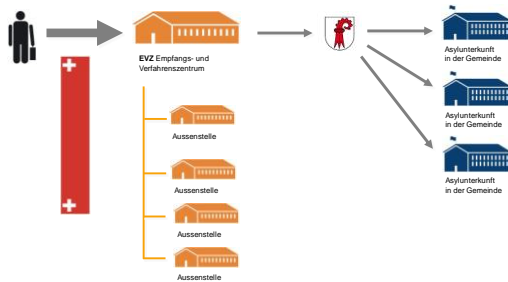 EVZ Empfangs- und
Verfahrenszentrum
Asylunterkunft
in der Gemeinde
Asylunterkunft
in der Gemeinde
Asylunterkunft
in der Gemeinde
Aussenstelle
Aussenstelle
Aussenstelle
Aussenstelle